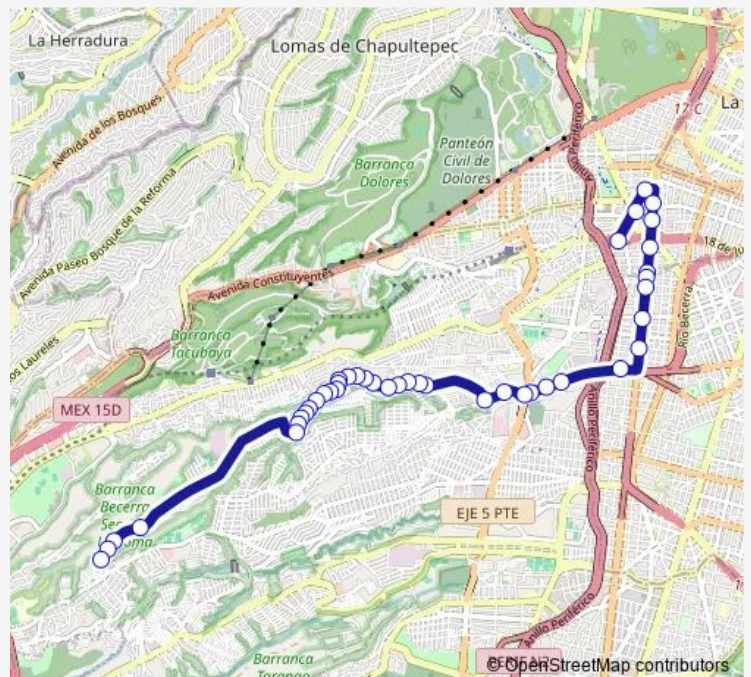 La Herradura
Lomas de Chapultepec
Avenida de los Bosques
Panteón
Civil de
Dolores
Barranca
Dolores
Anillo Periférico
17 C
La
Avenida Paseo Bosque de la Reforma
Avenida Constituyentes
18 de
Río Becerra
Barranca
Tacubaya
os Laureles
MEX 15D
Anillo Periférico
Barranca
Becerra
EJE 5 PTE
Anillo Periférico
Barranca
© OpenStreetMap contributors